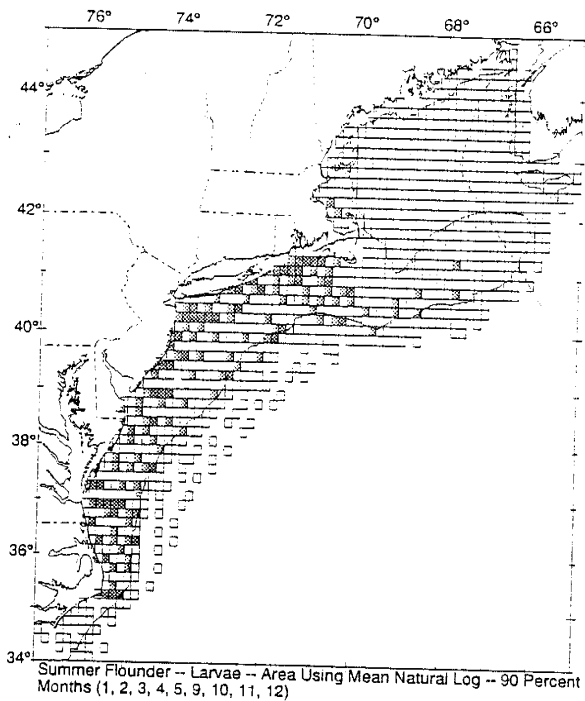 76° 74° 72° 70° 68° 66°
44°
42°
40°
38°
36°
34°
Summer Flounder -- Larvae -- Area Using Mean Natural Log -- 90 Percent
Months (1, 2, 3, 4, 5, 9, 10, 11, 12)